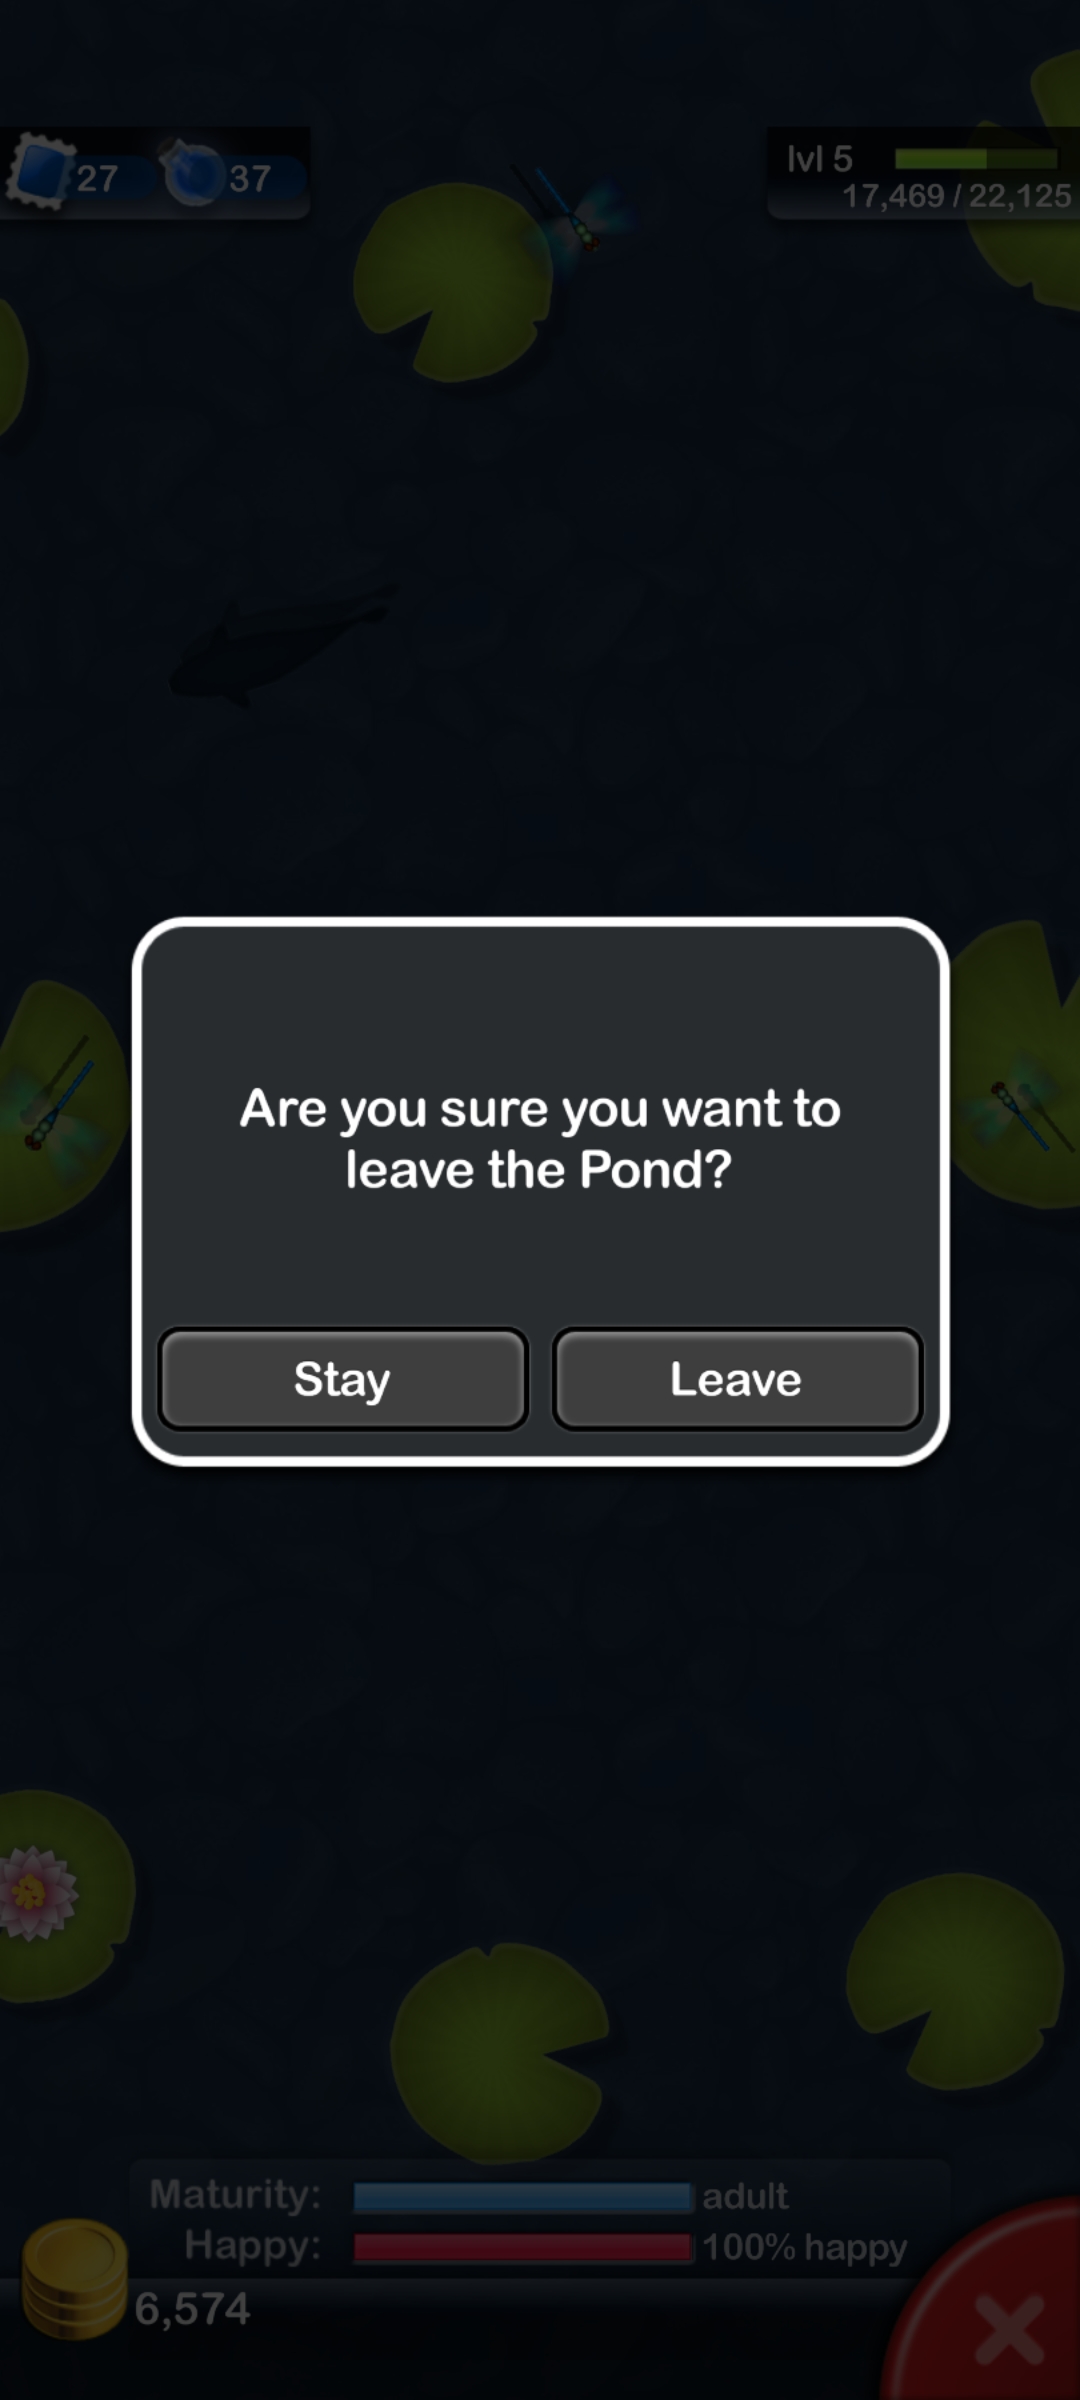 27 37
lvl 5
17,469 / 22,125
Are you sure you want to
leave the Pond?
Stay Leave
Maturity: adult
Happy: 100% happy
6,574